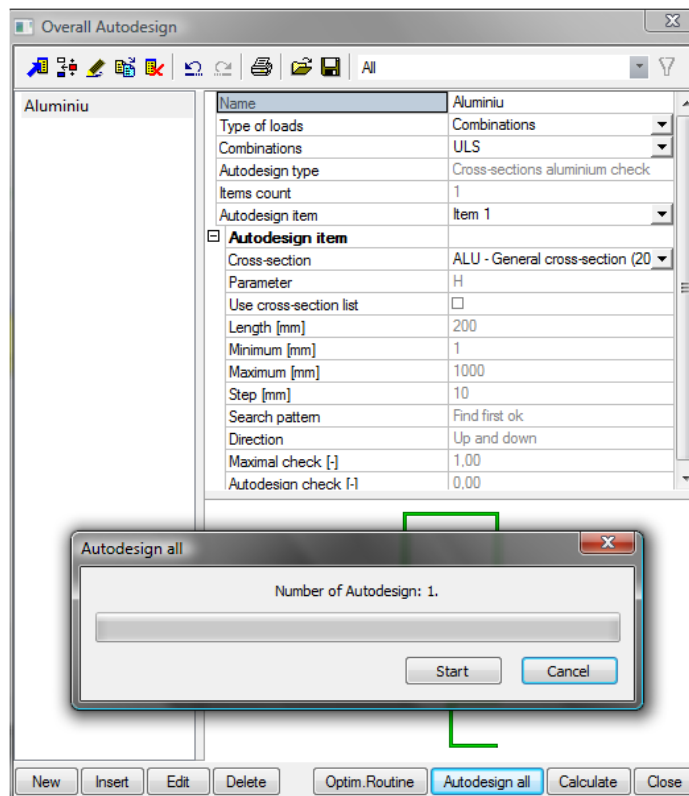 Overall Autodesign
All
Aluminiu
Name Aluminiu
Type of loads Combinations
Combinations ULS
Autodesign type Cross-sections aluminium check
Items count 1
Autodesign item Item 1
Autodesign item
Cross-section ALU - General cross-section (20
Parameter H
Use cross-section list
Length [mm] 200
Minimum [mm] 1
Maximum [mm] 1000
Step [mm] 10
Search pattern Find first ok
Direction Up and down
Maximal check [-] 1,00
Autodesign check [-] 0,00
Autodesign all
Number of Autodesign: 1.
Start Cancel
New Insert Edit Delete Optim.Routine Autodesign all Calculate Close